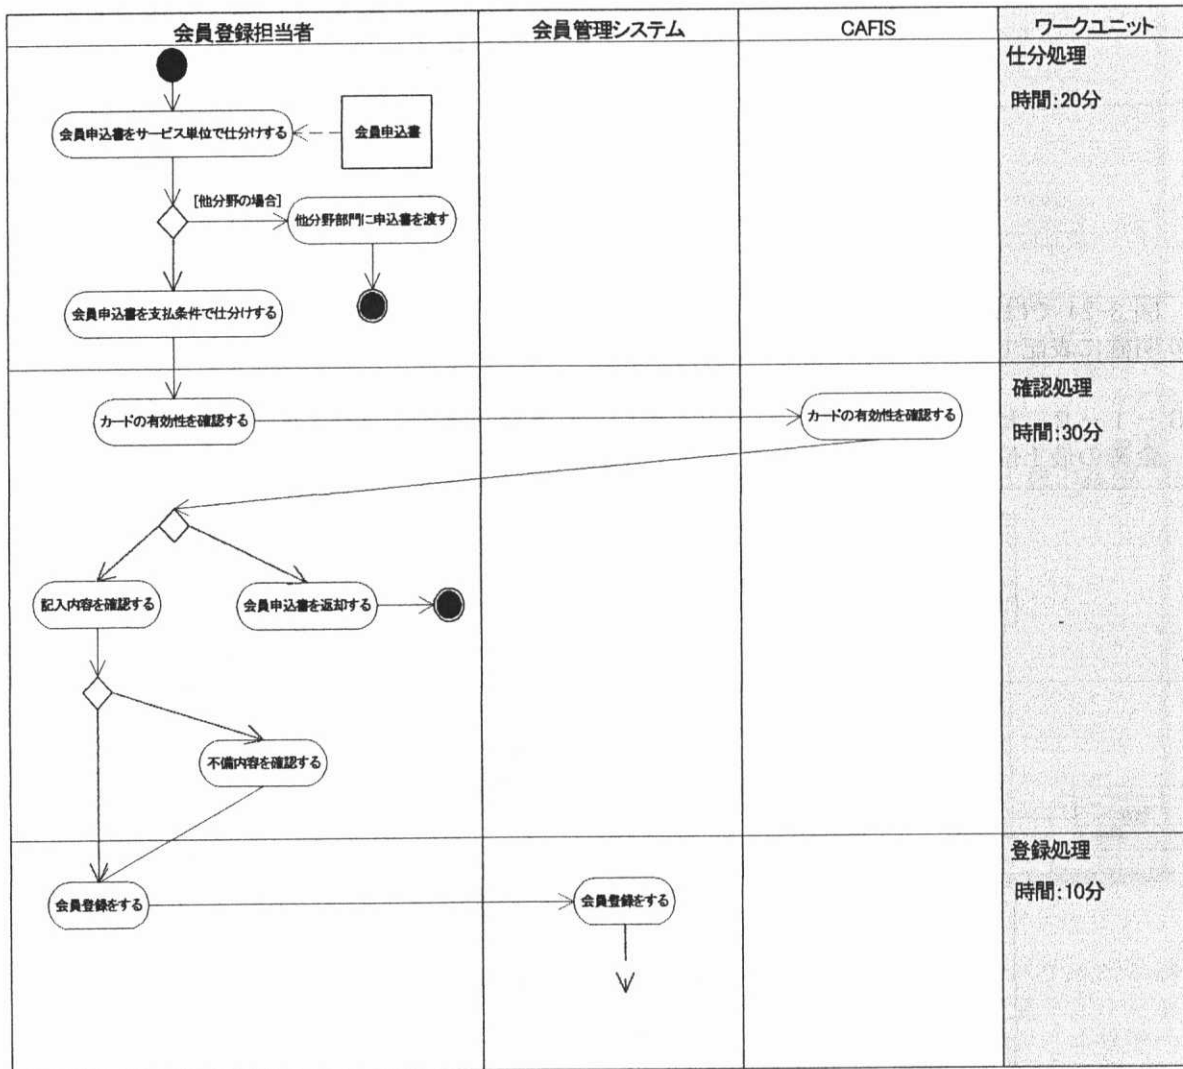 会員登録担当者
会員管理システム
CAFIS
ワークユニット
仕分処理
時間:20分
会員申込書をサービス単位で仕分けする
会員申込書
[他分野の場合]
他分野部門に申込書を渡す
会員申込書を支払条件で仕分けする
確認処理
時間:30分
カードの有効性を確認する
カードの有効性を確認する
記入内容を確認する
会員申込書を返却する
不備内容を確認する
登録処理
時間:10分
会員登録をする
会員登録をする